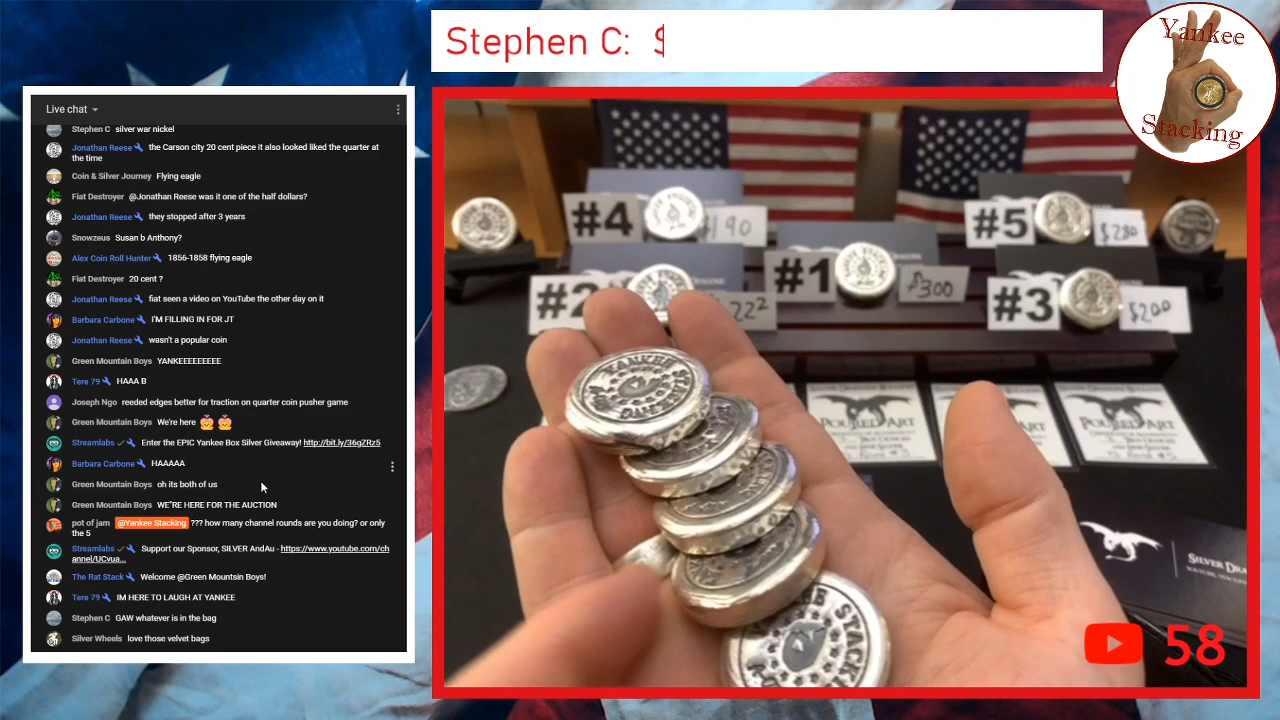 Stephen C: $
Yankee
Stacking
Live chat
Stephen C silver war nickel
Jonathan Reese the Carson city 20 cent piece it also looked liked the quarter at
the time
Coin & Silver Journey Flying eagle
Fiat Destroyer @Jonathan Reese was it one of the half dollars?
Jonathan Reese they stopped after 3 years
Snowzeus Susan b Anthony?
Alex Coin Roll Hunter 1856-1858 flying eagle
Fiat Destroyer 20 cent ?
Jonathan Reese fiat seen a video on YouTube the other day on it
Barbara Carbone I'M FILLING IN FOR JT
Jonathan Reese wasn't a popular coin
Green Mountain Boys YANKEEEEEEEEE
Tere 79 HAAA B
Joseph Ngo reeded edges better for traction on quarter coin pusher game
Green Mountain Boys We're here
Streamlabs Enter the EPIC Yankee Box Silver Giveaway! http://bit.ly/36gZRz5
Barbara Carbone HAAAAA
Green Mountain Boys oh its both of us
Green Mountain Boys WE"RE HERE FOR THE AUCTION
pot of jam @Yankee Stacking ??? how many channel rounds are you doing? or only
the 5
Streamlabs Support our Sponsor, SILVER AndAu - https://www.youtube.com/ch
annel/UCvua...
The Rat Stack Welcome @Green Mountain Boys!
Tere 79 IM HERE TO LAUGH AT YANKEE
Stephen C GAW whatever is in the bag
Silver Wheels love those velvet bags
#4
190
#5
$280
#1
$300
#3
$200
YANKEE STACK
POURED ART
POURED ART
SILVER DRA
58